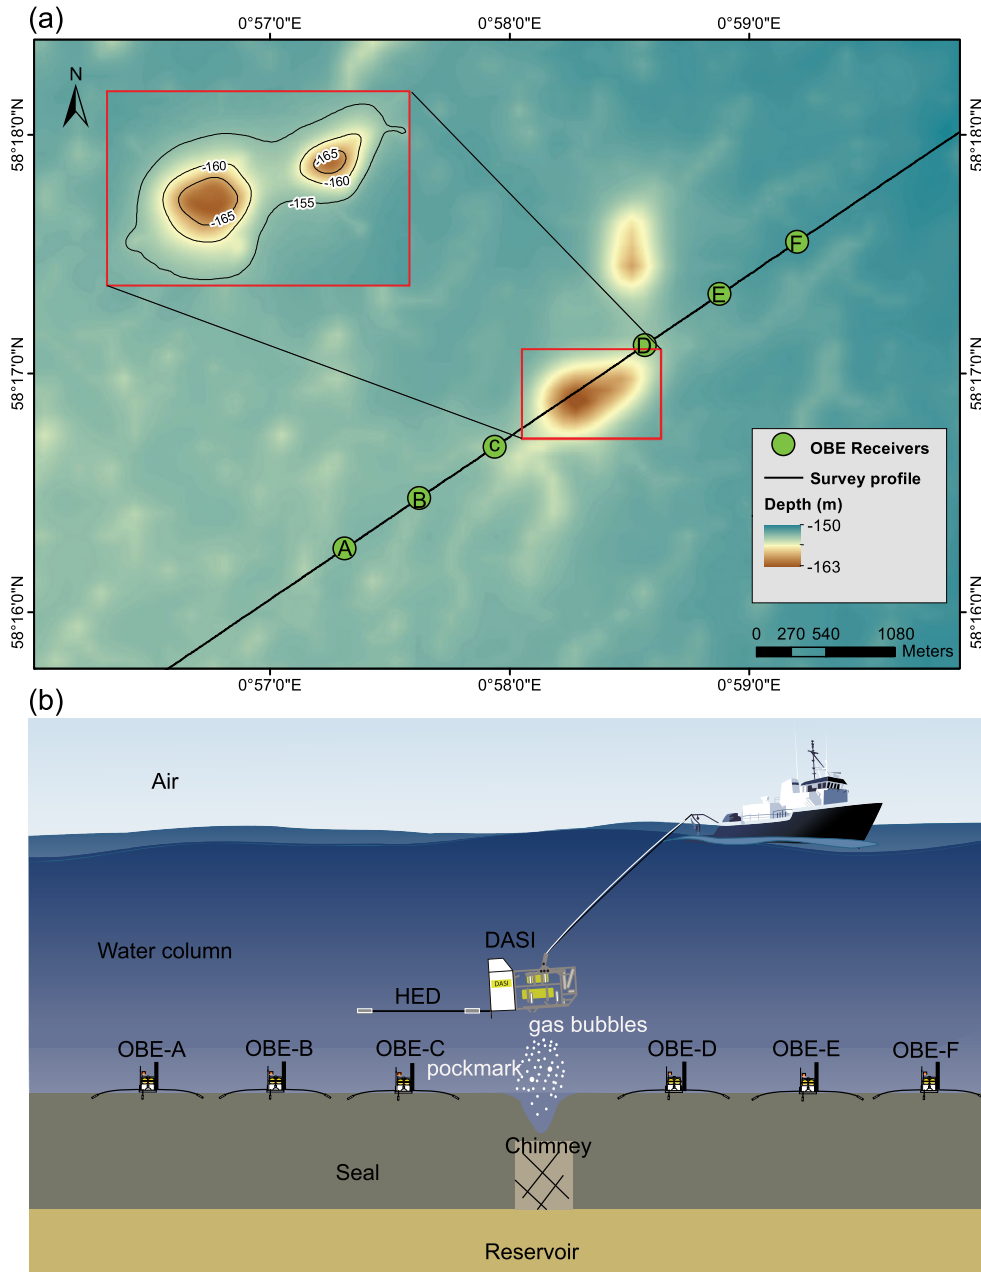 (a)
0°57'0"E
0°58'0"E
0°59'0"E
N
58°18'0"N
58°18'0"N
-160
-165
-165
-160
-155
F
E
D
58°17'0"N
58°17'0"N
C
B
A
OBE Receivers
Survey profile
Depth (m)
-150
-163
58°16'0"N
58°16'0"N
0 270 540 1080
Meters
0°57'0"E
0°58'0"E
0°59'0"E
(b)
Air
Water column
DASI
DASI
HED
gas bubbles
pockmark
OBE-A
OBE-B
OBE-C
OBE-D
OBE-E
OBE-F
Chimney
Seal
Reservoir